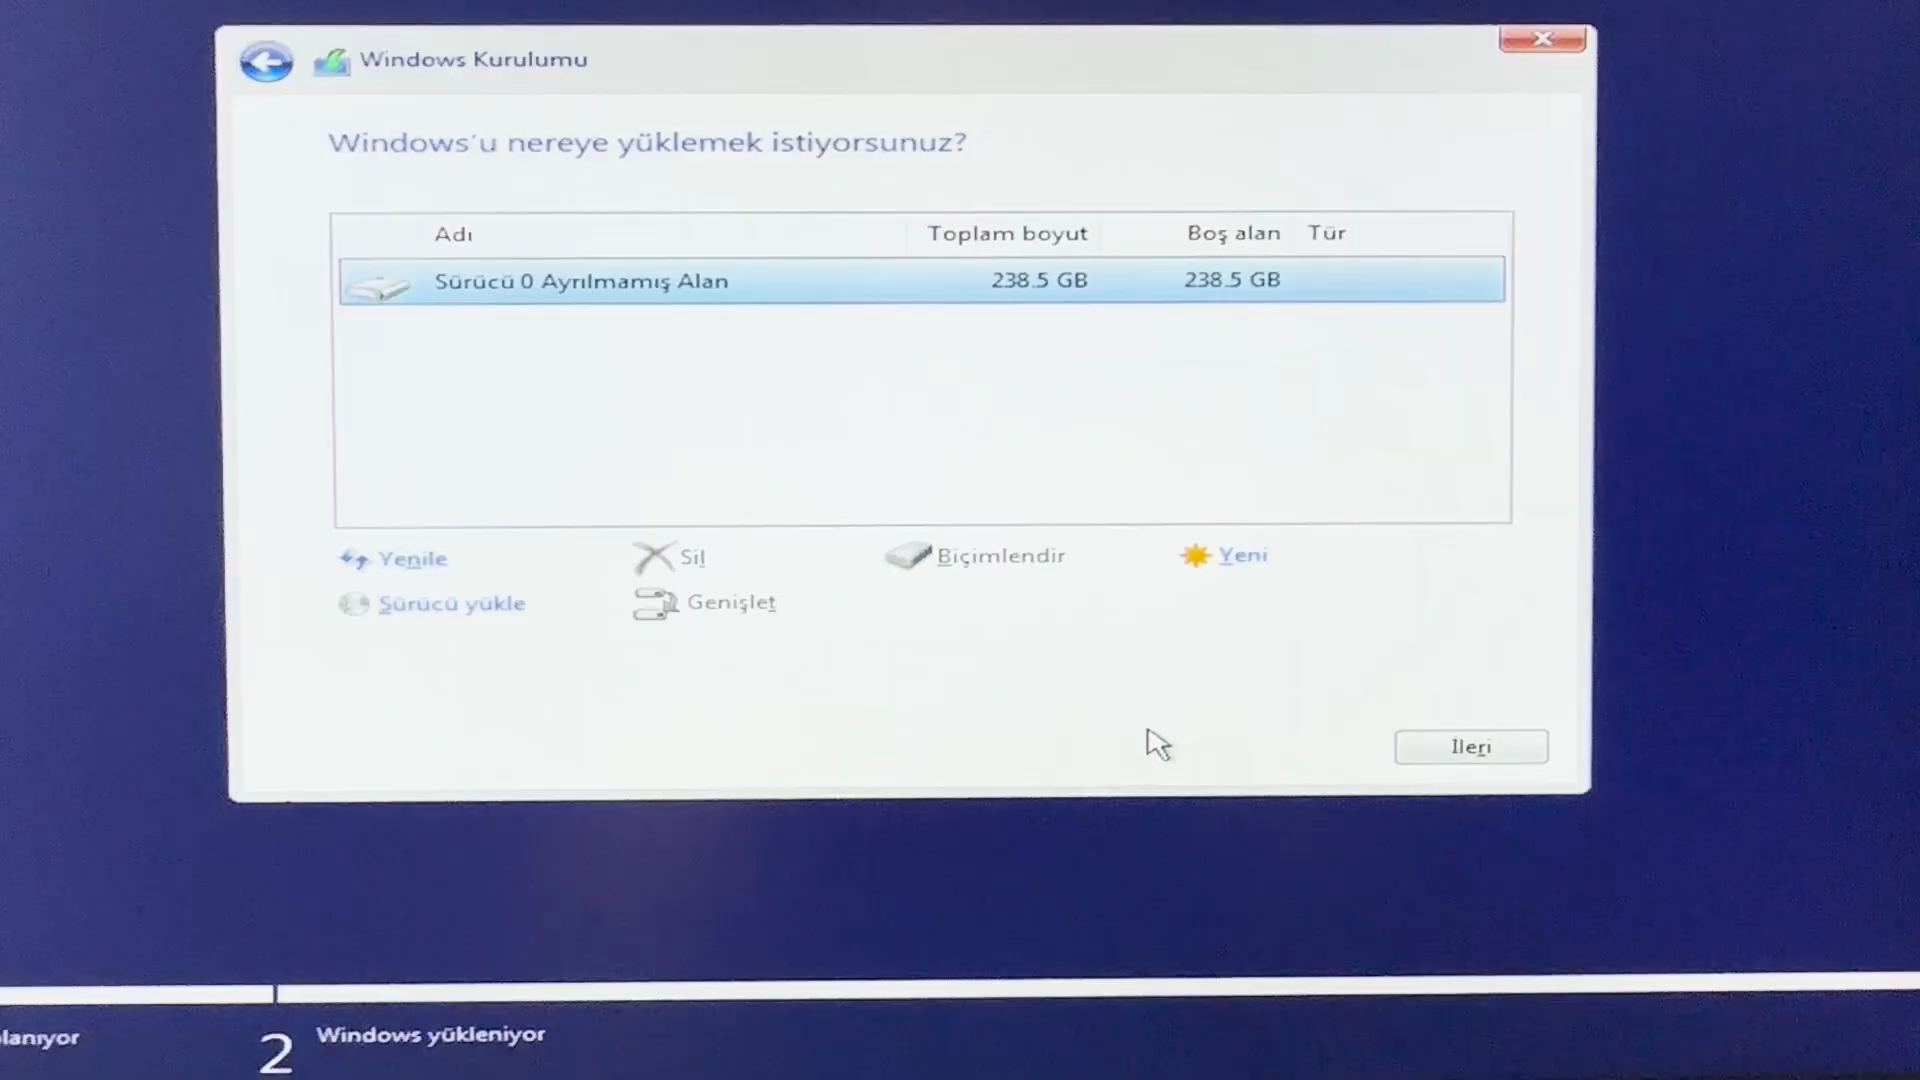 Windows Kurulumu
Windows'u nereye yüklemek istiyorsunuz?
Adı Toplam boyut Boş alan Tür
Sürücü 0 Ayrılmamış Alan 238.5 GB 238.5 GB
Yenile Sil Biçimlendir Yeni
Sürücü yükle Genişlet
İleri
lanıyor 2 Windows yükleniyor